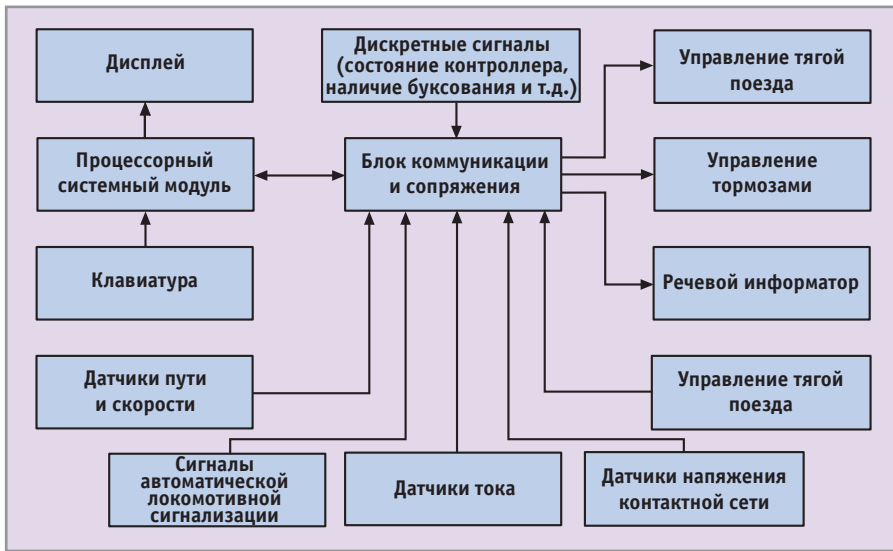 Дисплей
Дискретные сигналы
(состояние контроллера,
наличие буксования и т.д.)
Управление тягой
поезда
Процессорный
системный модуль
Блок коммуникации
и сопряжения
Управление
тормозами
Клавиатура
Речевой информатор
Датчики пути
и скорости
Управление тягой
поезда
Сигналы
автоматической
локомотивной
сигнализации
Датчики тока
Датчики напяжения
контактной сети